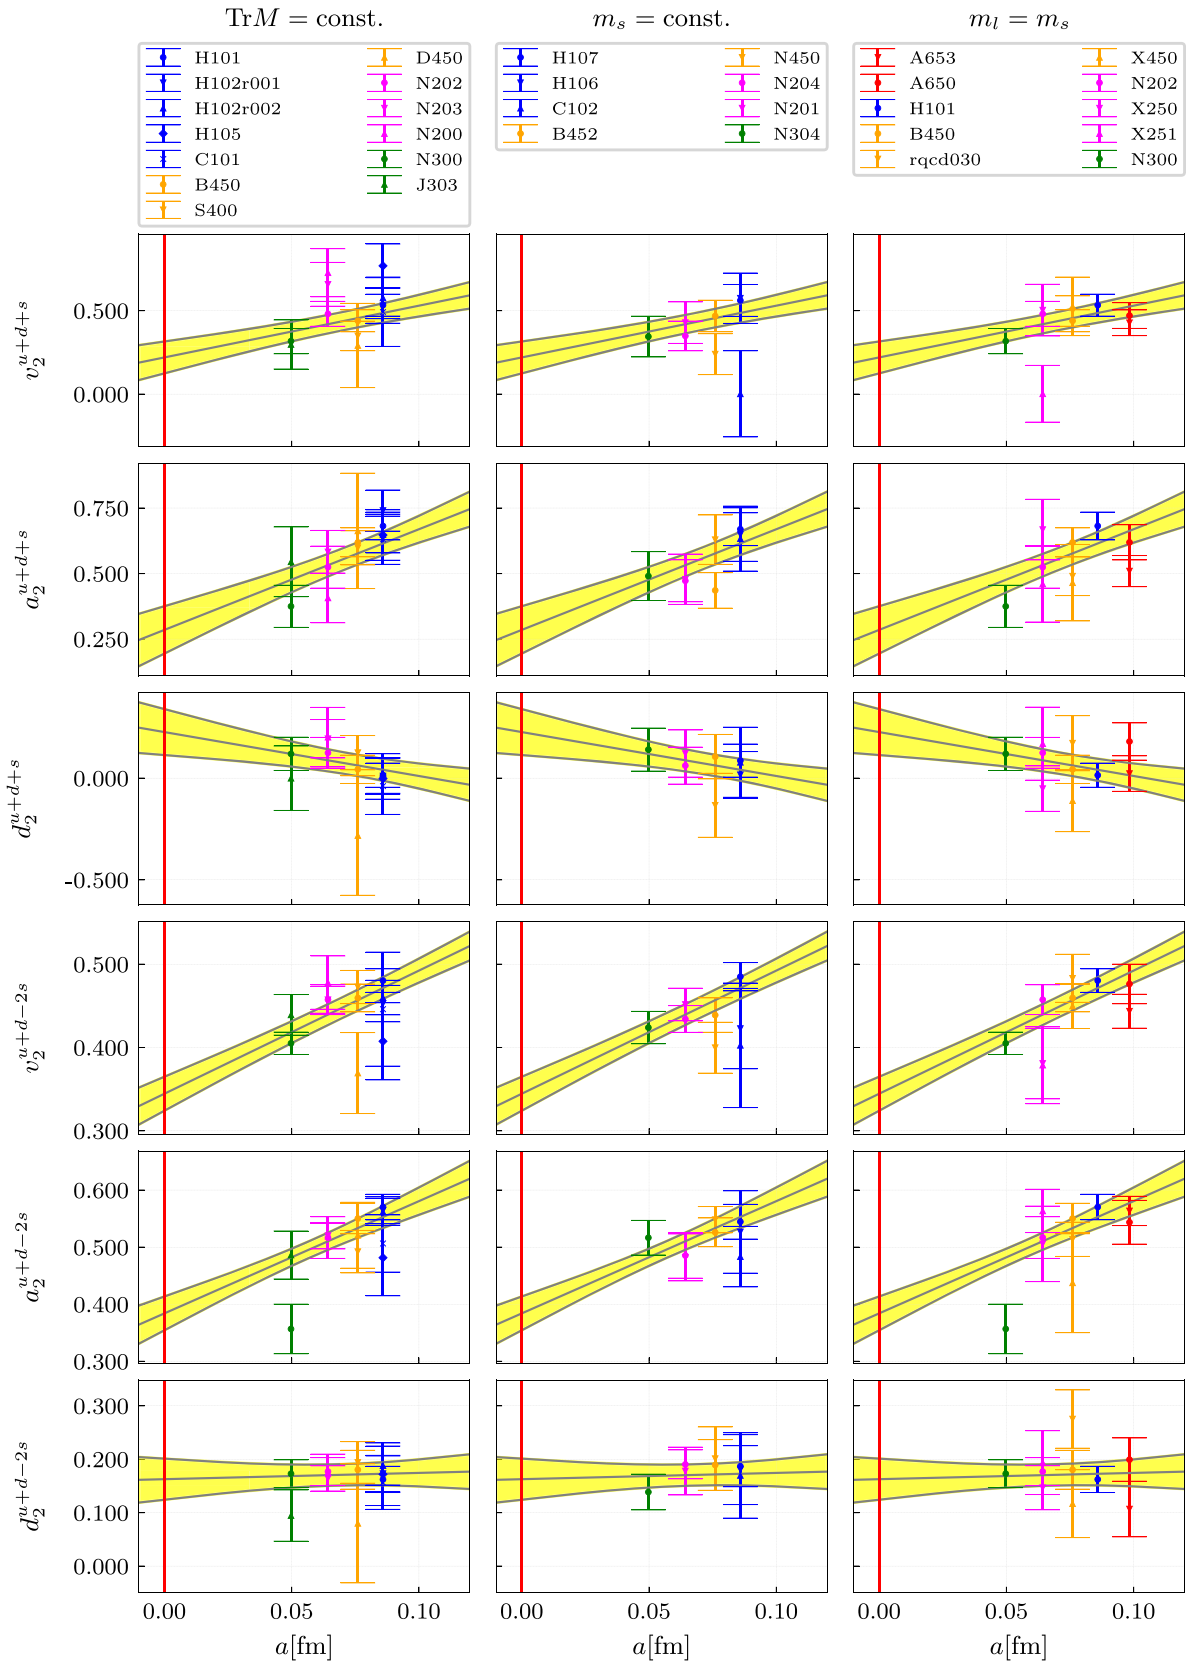 TrM = const.
m_s = const.
m_l = m_s
H101
H102r001
H102r002
H105
C101
B450
S400
D450
N202
N203
N200
N300
J303
H107
H106
C102
B452
N450
N204
N201
N304
A653
A650
H101
B450
rqcd030
X450
N202
X250
X251
N300
v_2^{u+d+s}
0.500
0.000
a_2^{u+d+s}
0.750
0.500
0.250
d_2^{u+d+s}
0.000
-0.500
v_2^{u+d-2s}
0.500
0.400
0.300
a_2^{u+d-2s}
0.600
0.500
0.400
0.300
d_2^{u+d-2s}
0.300
0.200
0.100
0.000
0.00 0.05 0.10
0.00 0.05 0.10
0.00 0.05 0.10
a[fm]
a[fm]
a[fm]